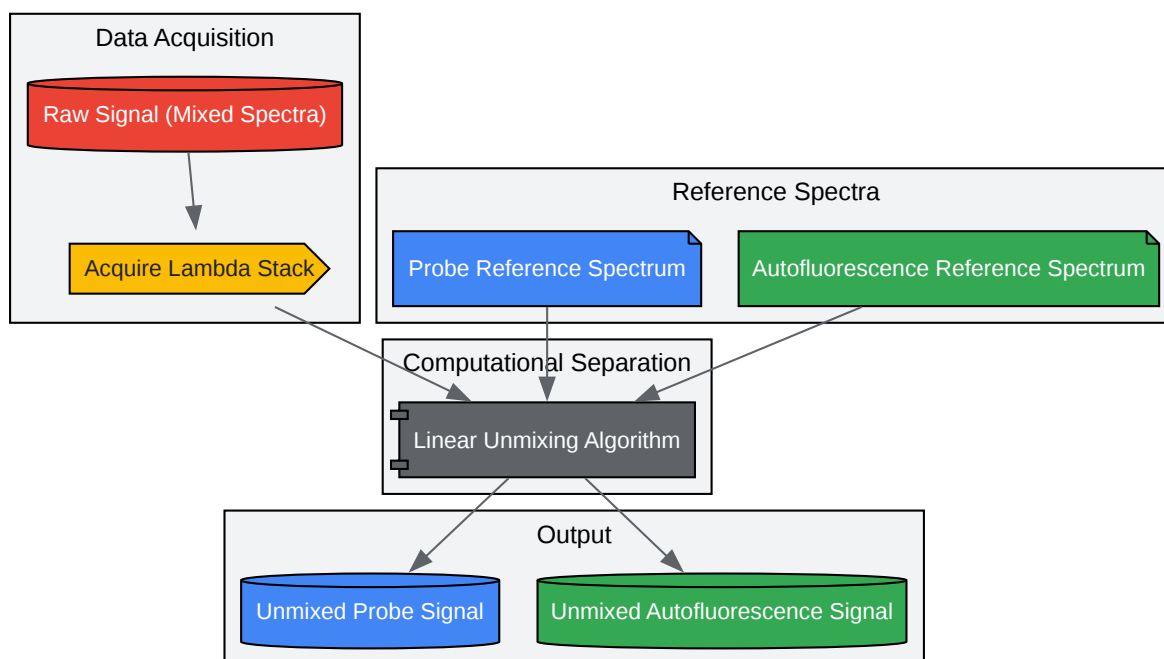 Data Acquisition
Raw Signal (Mixed Spectra)
Acquire Lambda Stack
Reference Spectra
Probe Reference Spectrum
Autofluorescence Reference Spectrum
Computational Separation
Linear Unmixing Algorithm
Output
Unmixed Probe Signal
Unmixed Autofluorescence Signal